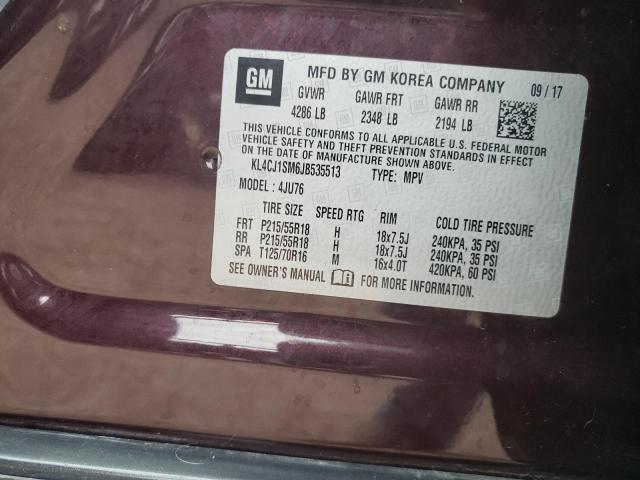 GM
MFD BY GM KOREA COMPANY 09 / 17
GVWR GAWR FRT GAWR RR
4286 LB 2348 LB 2194 LB
THIS VEHICLE CONFORMS TO ALL APPLICABLE U.S. FEDERAL MOTOR
VEHICLE SAFETY AND THEFT PREVENTION STANDARDS IN EFFECT
ON THE DATE OF MANUFACTURE SHOWN ABOVE.
KL4CJ1SM6JB535513 TYPE: MPV
MODEL : 4JU76
TIRE SIZE SPEED RTG RIM COLD TIRE PRESSURE
FRT P215/55R18 H 18x7.5J 240KPA, 35 PSI
RR P215/55R18 H 18x7.5J 240KPA, 35 PSI
SPA T125/70R16 M 16x4.0T 420KPA, 60 PSI
SEE OWNER'S MANUAL FOR MORE INFORMATION.